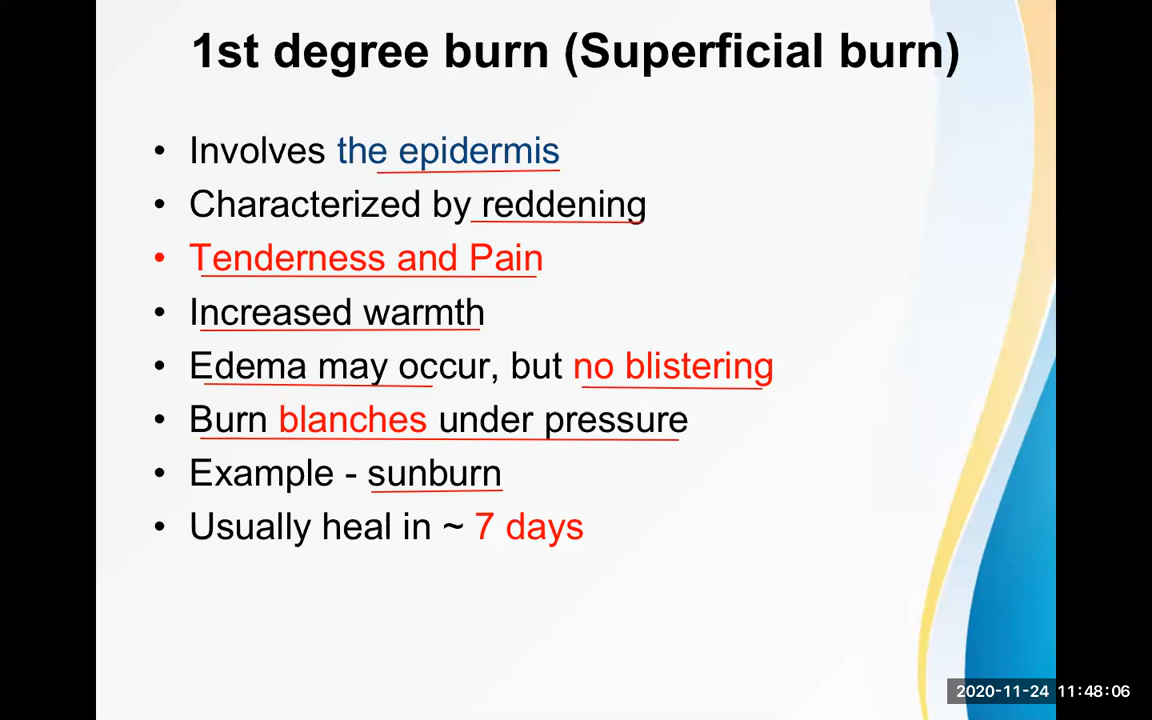 1st degree burn (Superficial burn)
• Involves the epidermis
• Characterized by reddening
• Tenderness and Pain
• Increased warmth
• Edema may occur, but no blistering
• Burn blanches under pressure
• Example - sunburn
• Usually heal in ~ 7 days
2020-11-24 11:48:06